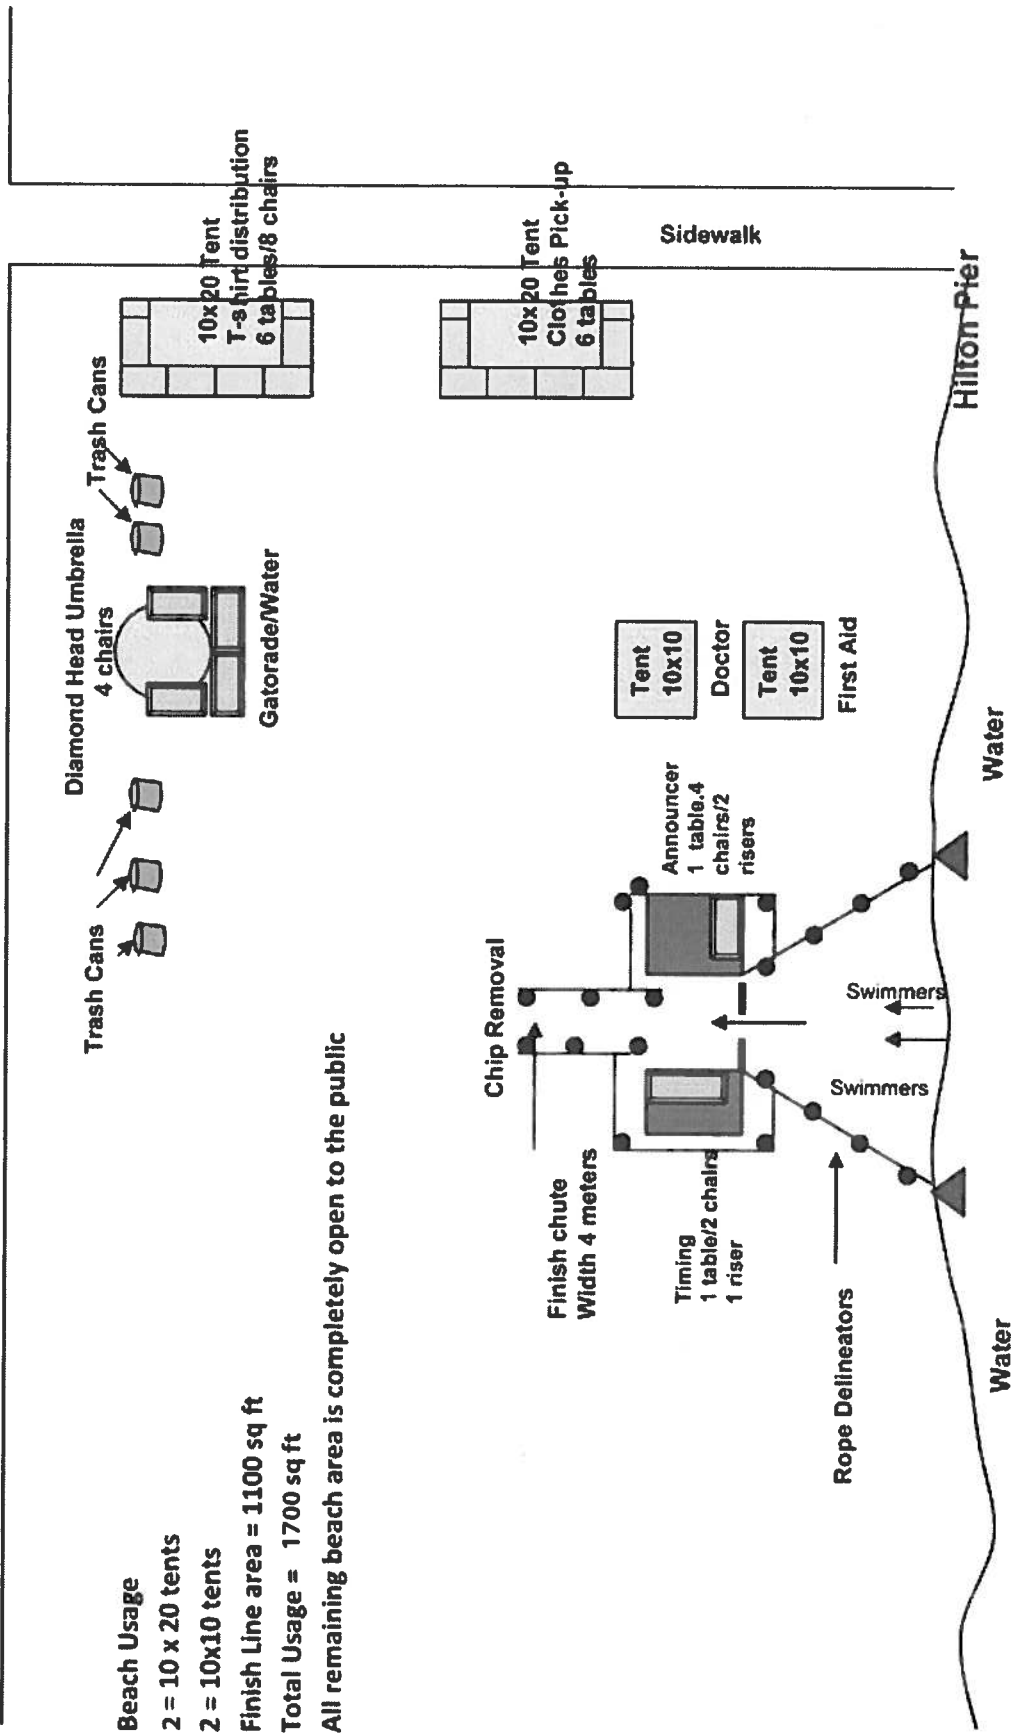 Beach Usage
2 = 10 x 20 tents
2 = 10x10 tents
Finish Line area = 1100 sq ft
Total Usage = 1700 sq ft
All remaining beach area is completely open to the public
Trash Cans
Diamond Head Umbrella
4 chairs
Trash Cans
Gatorade/Water
10x20 Tent
T-shirt distribution
6 tables/8 chairs
10x20 Tent
Clothes Pick-up
6 tables
Sidewalk
Chip Removal
Finish chute
Width 4 meters
Timing
1 table/2 chairs
1 riser
Announcer
1 table.4
chairs/2
risers
Tent
10x10
Doctor
Tent
10x10
First Aid
Rope Delineators
Swimmers
Swimmers
Water
Water
Hilton Pier